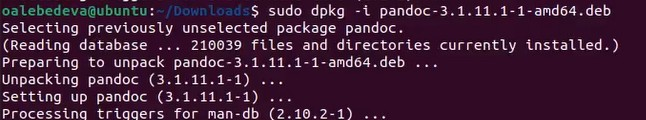 oalebedeva@ubuntu:~/Downloads$ sudo dpkg -i pandoc-3.1.11.1-1-amd64.deb
Selecting previously unselected package pandoc.
(Reading database ... 210039 files and directories currently installed.)
Preparing to unpack pandoc-3.1.11.1-1-amd64.deb ...
Unpacking pandoc (3.1.11.1-1) ...
Setting up pandoc (3.1.11.1-1) ...
Processing triggers for man-db (2.10.2-1) ...